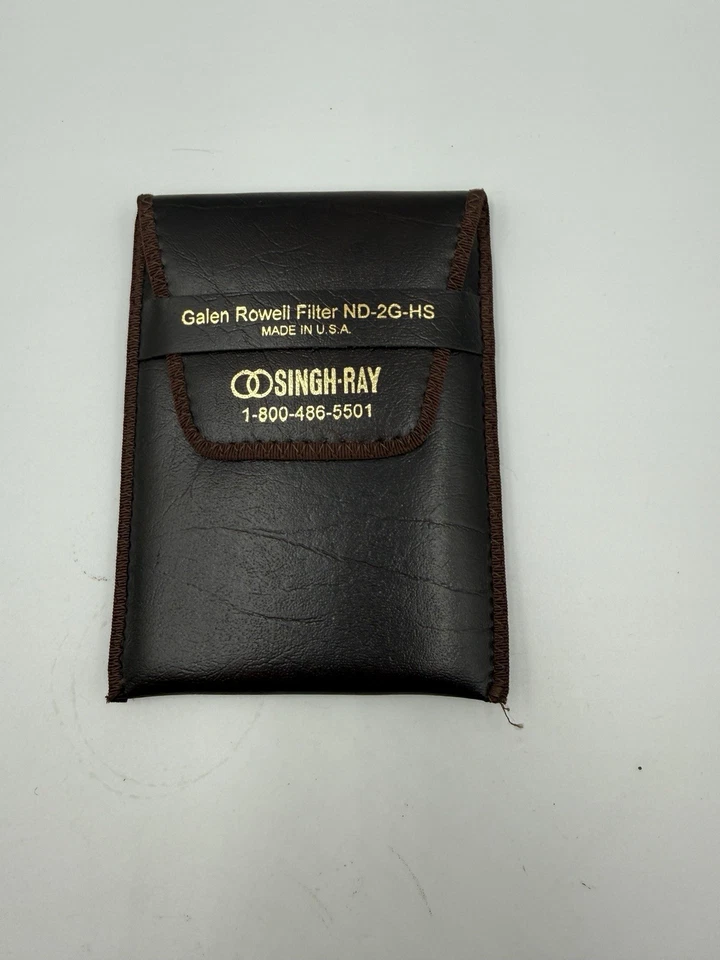 Galen Rowell Filter ND-2G-HS
MADE IN U.S.A.
SINGH-RAY
1-800-486-5501